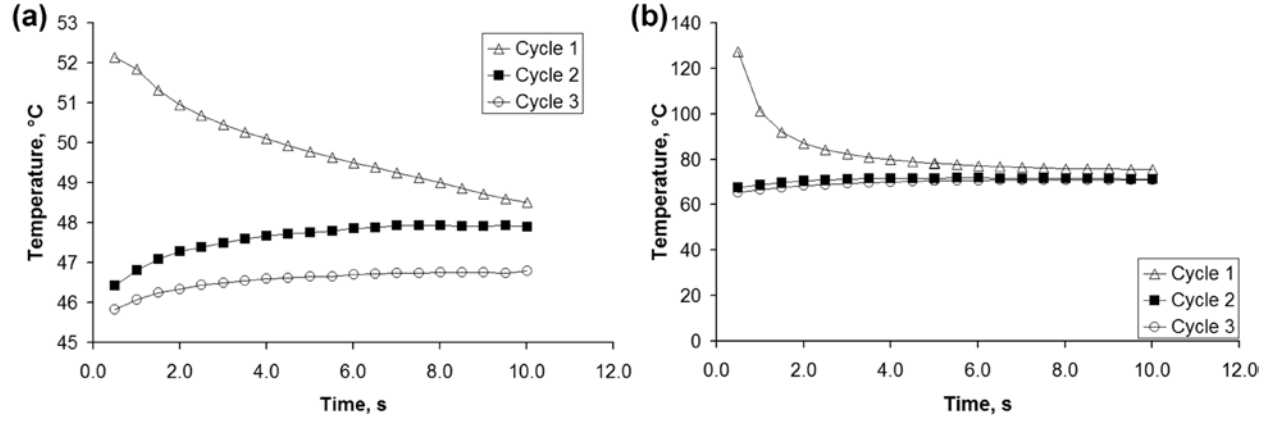 (a)
53
52
51
50
49
48
47
46
45
Temperature, °C
0.0 2.0 4.0 6.0 8.0 10.0 12.0
Time, s
Cycle 1
Cycle 2
Cycle 3
(b)
140
120
100
80
60
40
20
0
Temperature, °C
0.0 2.0 4.0 6.0 8.0 10.0 12.0
Time, s
Cycle 1
Cycle 2
Cycle 3